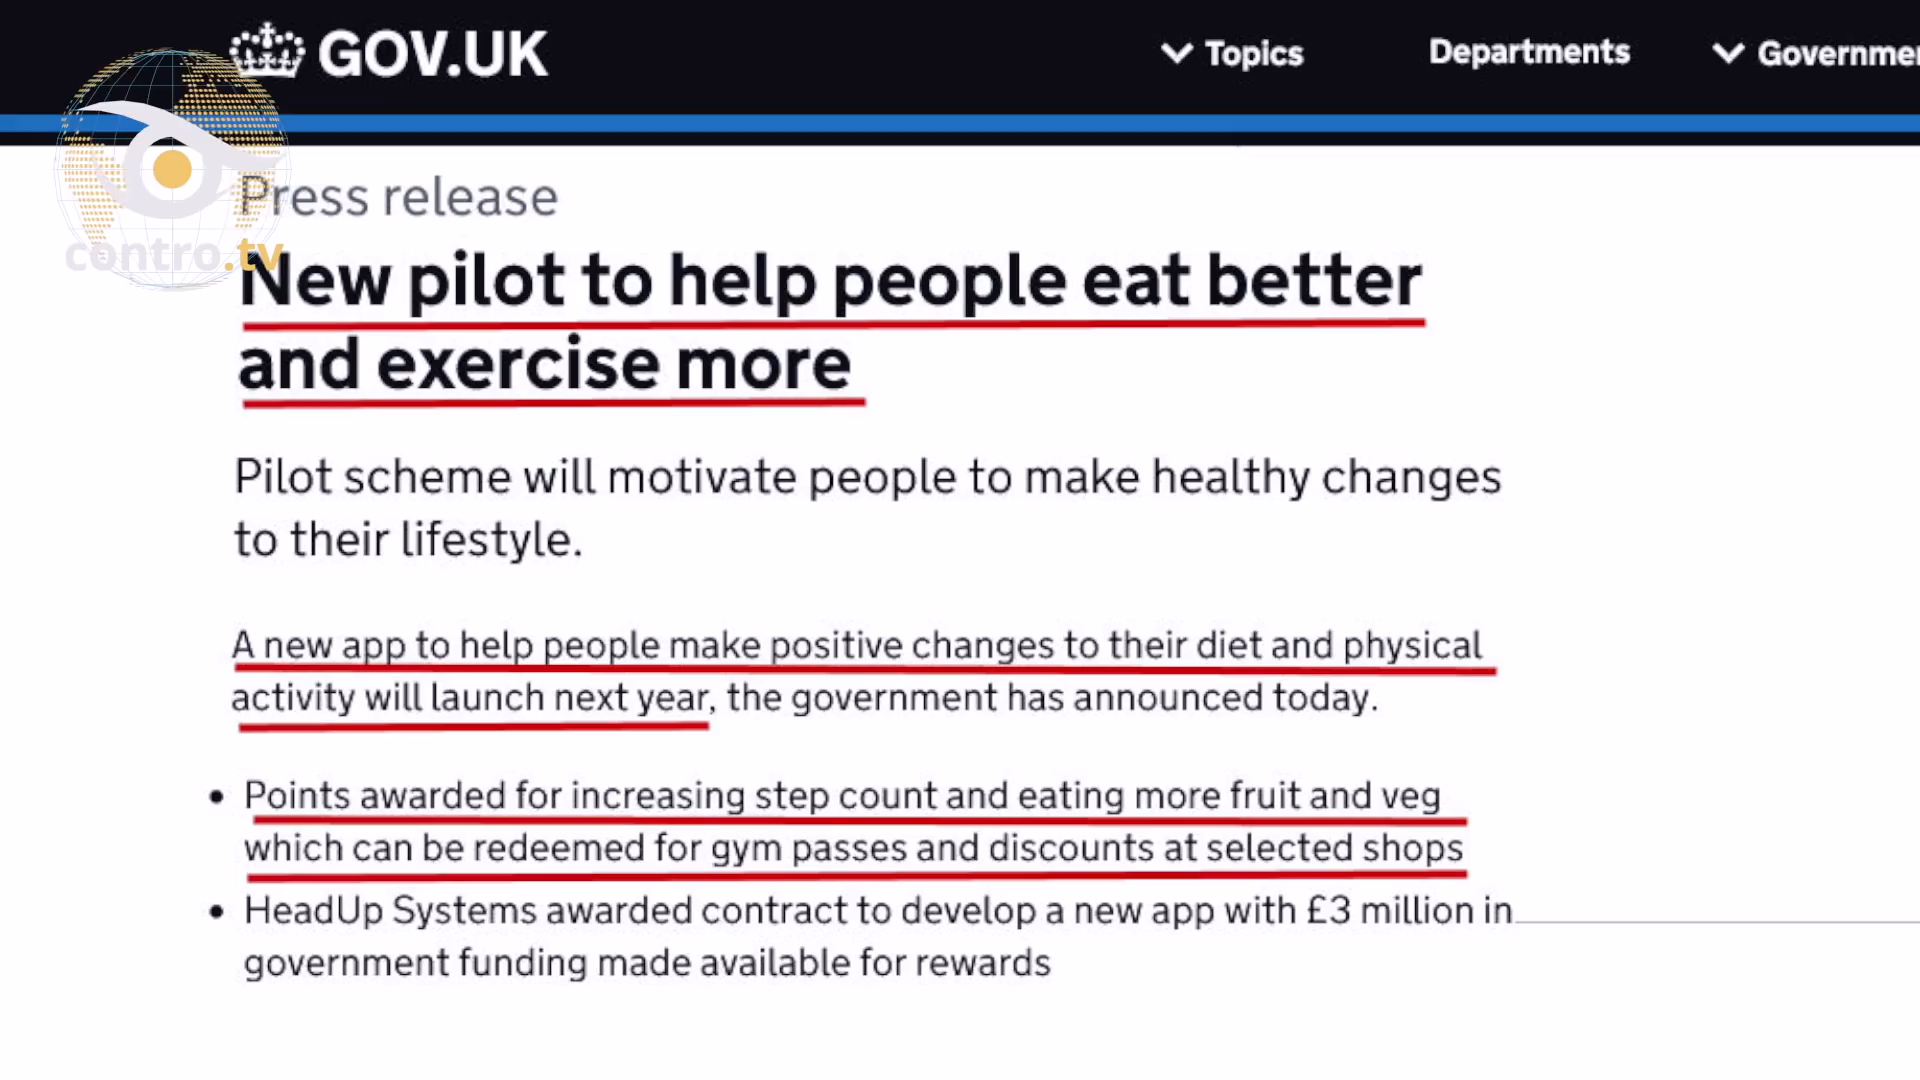 GOV.UK
Topics
Departments
contro.tv
Press release
New pilot to help people eat better
and exercise more
Pilot scheme will motivate people to make healthy changes
to their lifestyle.
A new app to help people make positive changes to their diet and physical
activity will launch next year, the government has announced today.
• Points awarded for increasing step count and eating more fruit and veg
which can be redeemed for gym passes and discounts at selected shops
• HeadUp Systems awarded contract to develop a new app with £3 million in
government funding made available for rewards